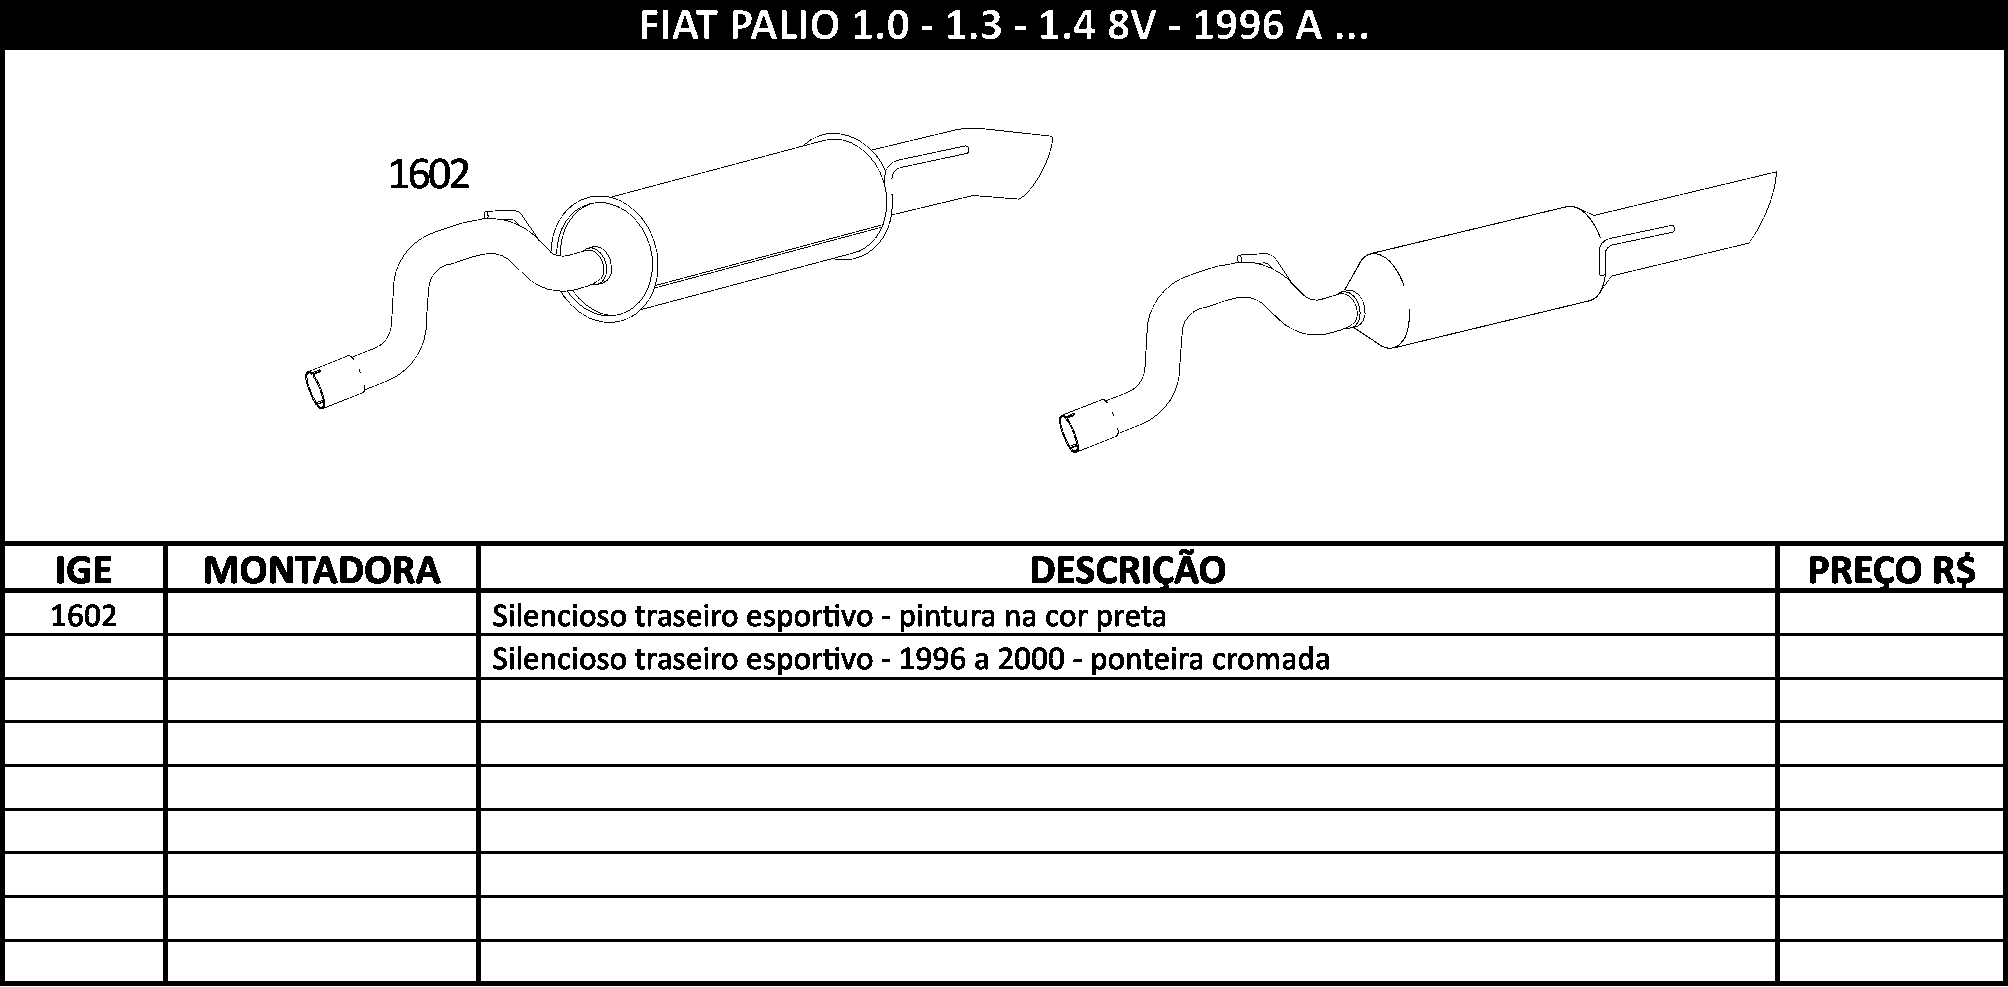 FIAT PALIO 1.0 - 1.3 - 1.4 8V - 1996 A ...
1602
IGE MONTADORA DESCRIÇÃO PREÇO R$
1602 Silencioso traseiro esportivo - pintura na cor preta
Silencioso traseiro esportivo - 1996 a 2000 - ponteira cromada